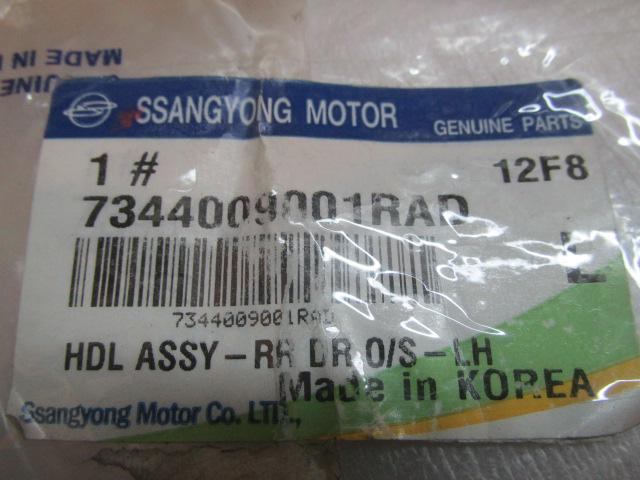 MADE IN
SSANGYONG MOTOR GENUINE PARTS
1 # 12F8
7344009001RAD
L
7344009001RAD
HDL ASSY-RR DR O/S-LH
Made in KOREA
Ssangyong Motor Co. LTD.,